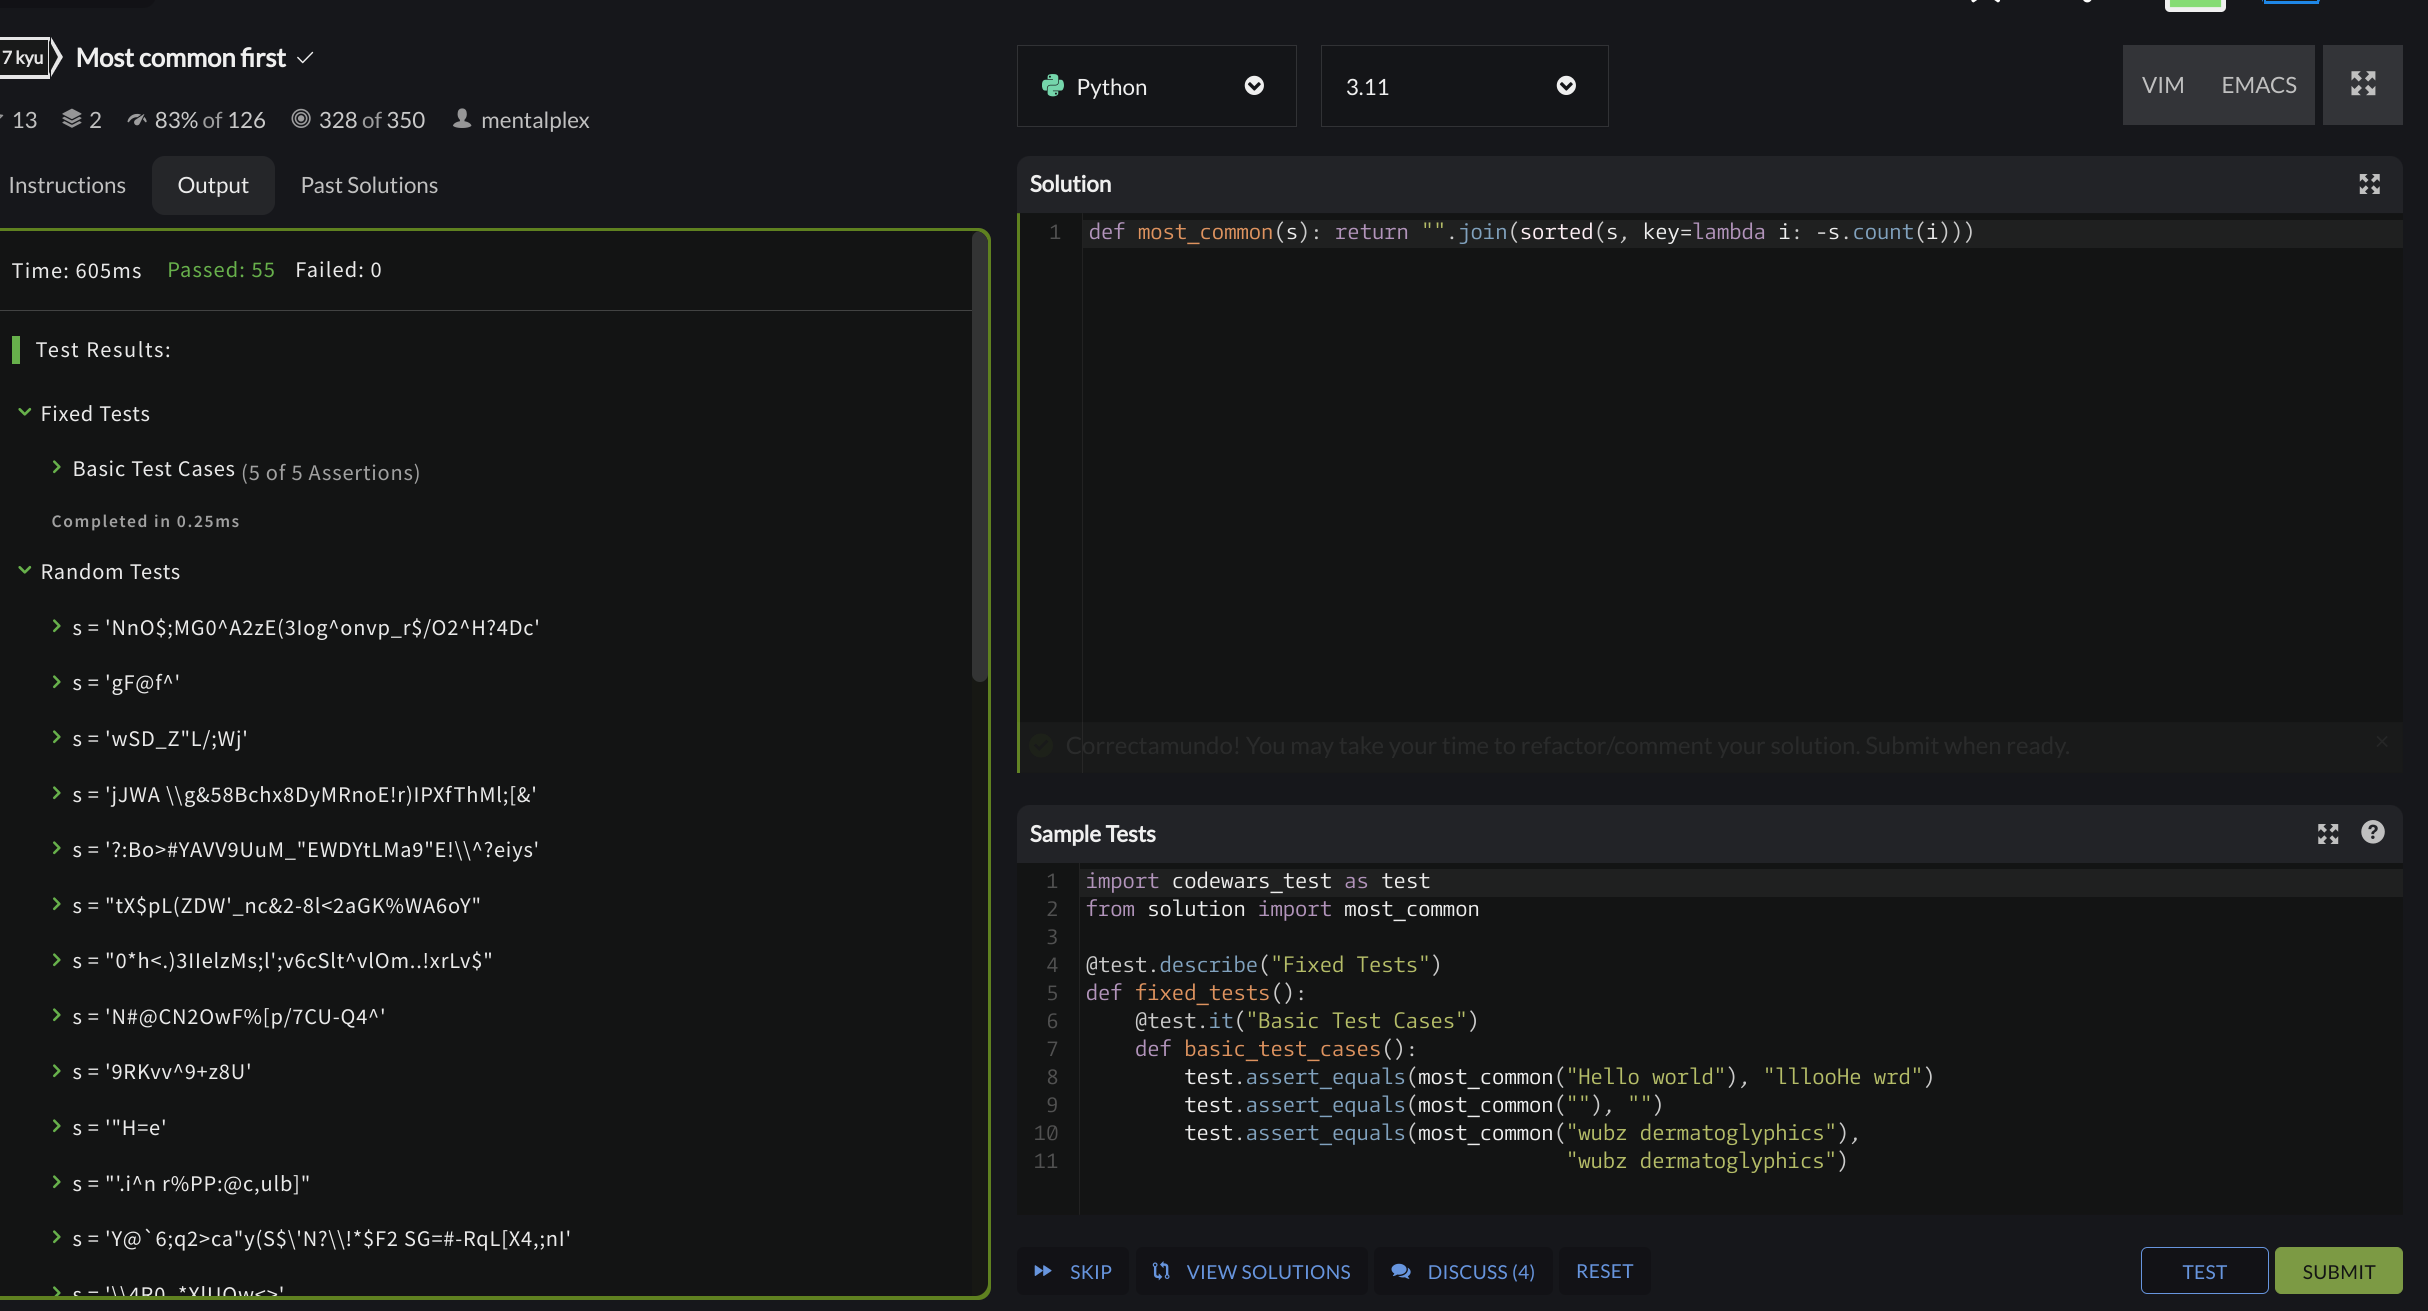 7 kyu Most common first
13 2 83% of 126 328 of 350 mentalplex
Instructions Output Past Solutions
Time: 605ms Passed: 55 Failed: 0
Test Results:
Fixed Tests
Basic Test Cases (5 of 5 Assertions)
Completed in 0.25ms
Random Tests
s = 'NnO$;MG0^A2zE(3Iog^onvp_r$/O2^H?4Dc'
s = 'gF@f^'
s = 'wSD_Z"L/;Wj'
s = 'jJWA \\g&58Bchx8DyMRnoE!r)IPXfThMl;[&'
s = '?:Bo>#YAVV9UuM_"EWDYtLMa9"E!\\^?eiys'
s = "tX$pL(ZDW'_nc&2-8l<2aGK%WA6oY"
s = "0*h<.)3IIelzMs;l';v6cSlt^vlOm..!xrLv$"
s = 'N#@CN2OwF%[p/7CU-Q4^'
s = '9RKvv^9+z8U'
s = '"H=e'
s = "'.i^n r%PP:@c,ulb]"
s = 'Y@`6;q2>ca"y(S$\'N?\\!*$F2 SG=#-RqL[X4,;nI'
s = '\\4R0_*XlUOw<>'
Python 3.11 VIM EMACS
Solution
1 def most_common(s): return "".join(sorted(s, key=lambda i: -s.count(i)))
Correctamundo! You may take your time to refactor/comment your solution. Submit when ready.
Sample Tests
1 import codewars_test as test
2 from solution import most_common
3
4 @test.describe("Fixed Tests")
5 def fixed_tests():
6 @test.it("Basic Test Cases")
7 def basic_test_cases():
8 test.assert_equals(most_common("Hello world"), "lllooHe wrd")
9 test.assert_equals(most_common(""), "")
10 test.assert_equals(most_common("wubz dermatoglyphics"),
11 "wubz dermatoglyphics")
SKIP VIEW SOLUTIONS DISCUSS (4) RESET TEST SUBMIT